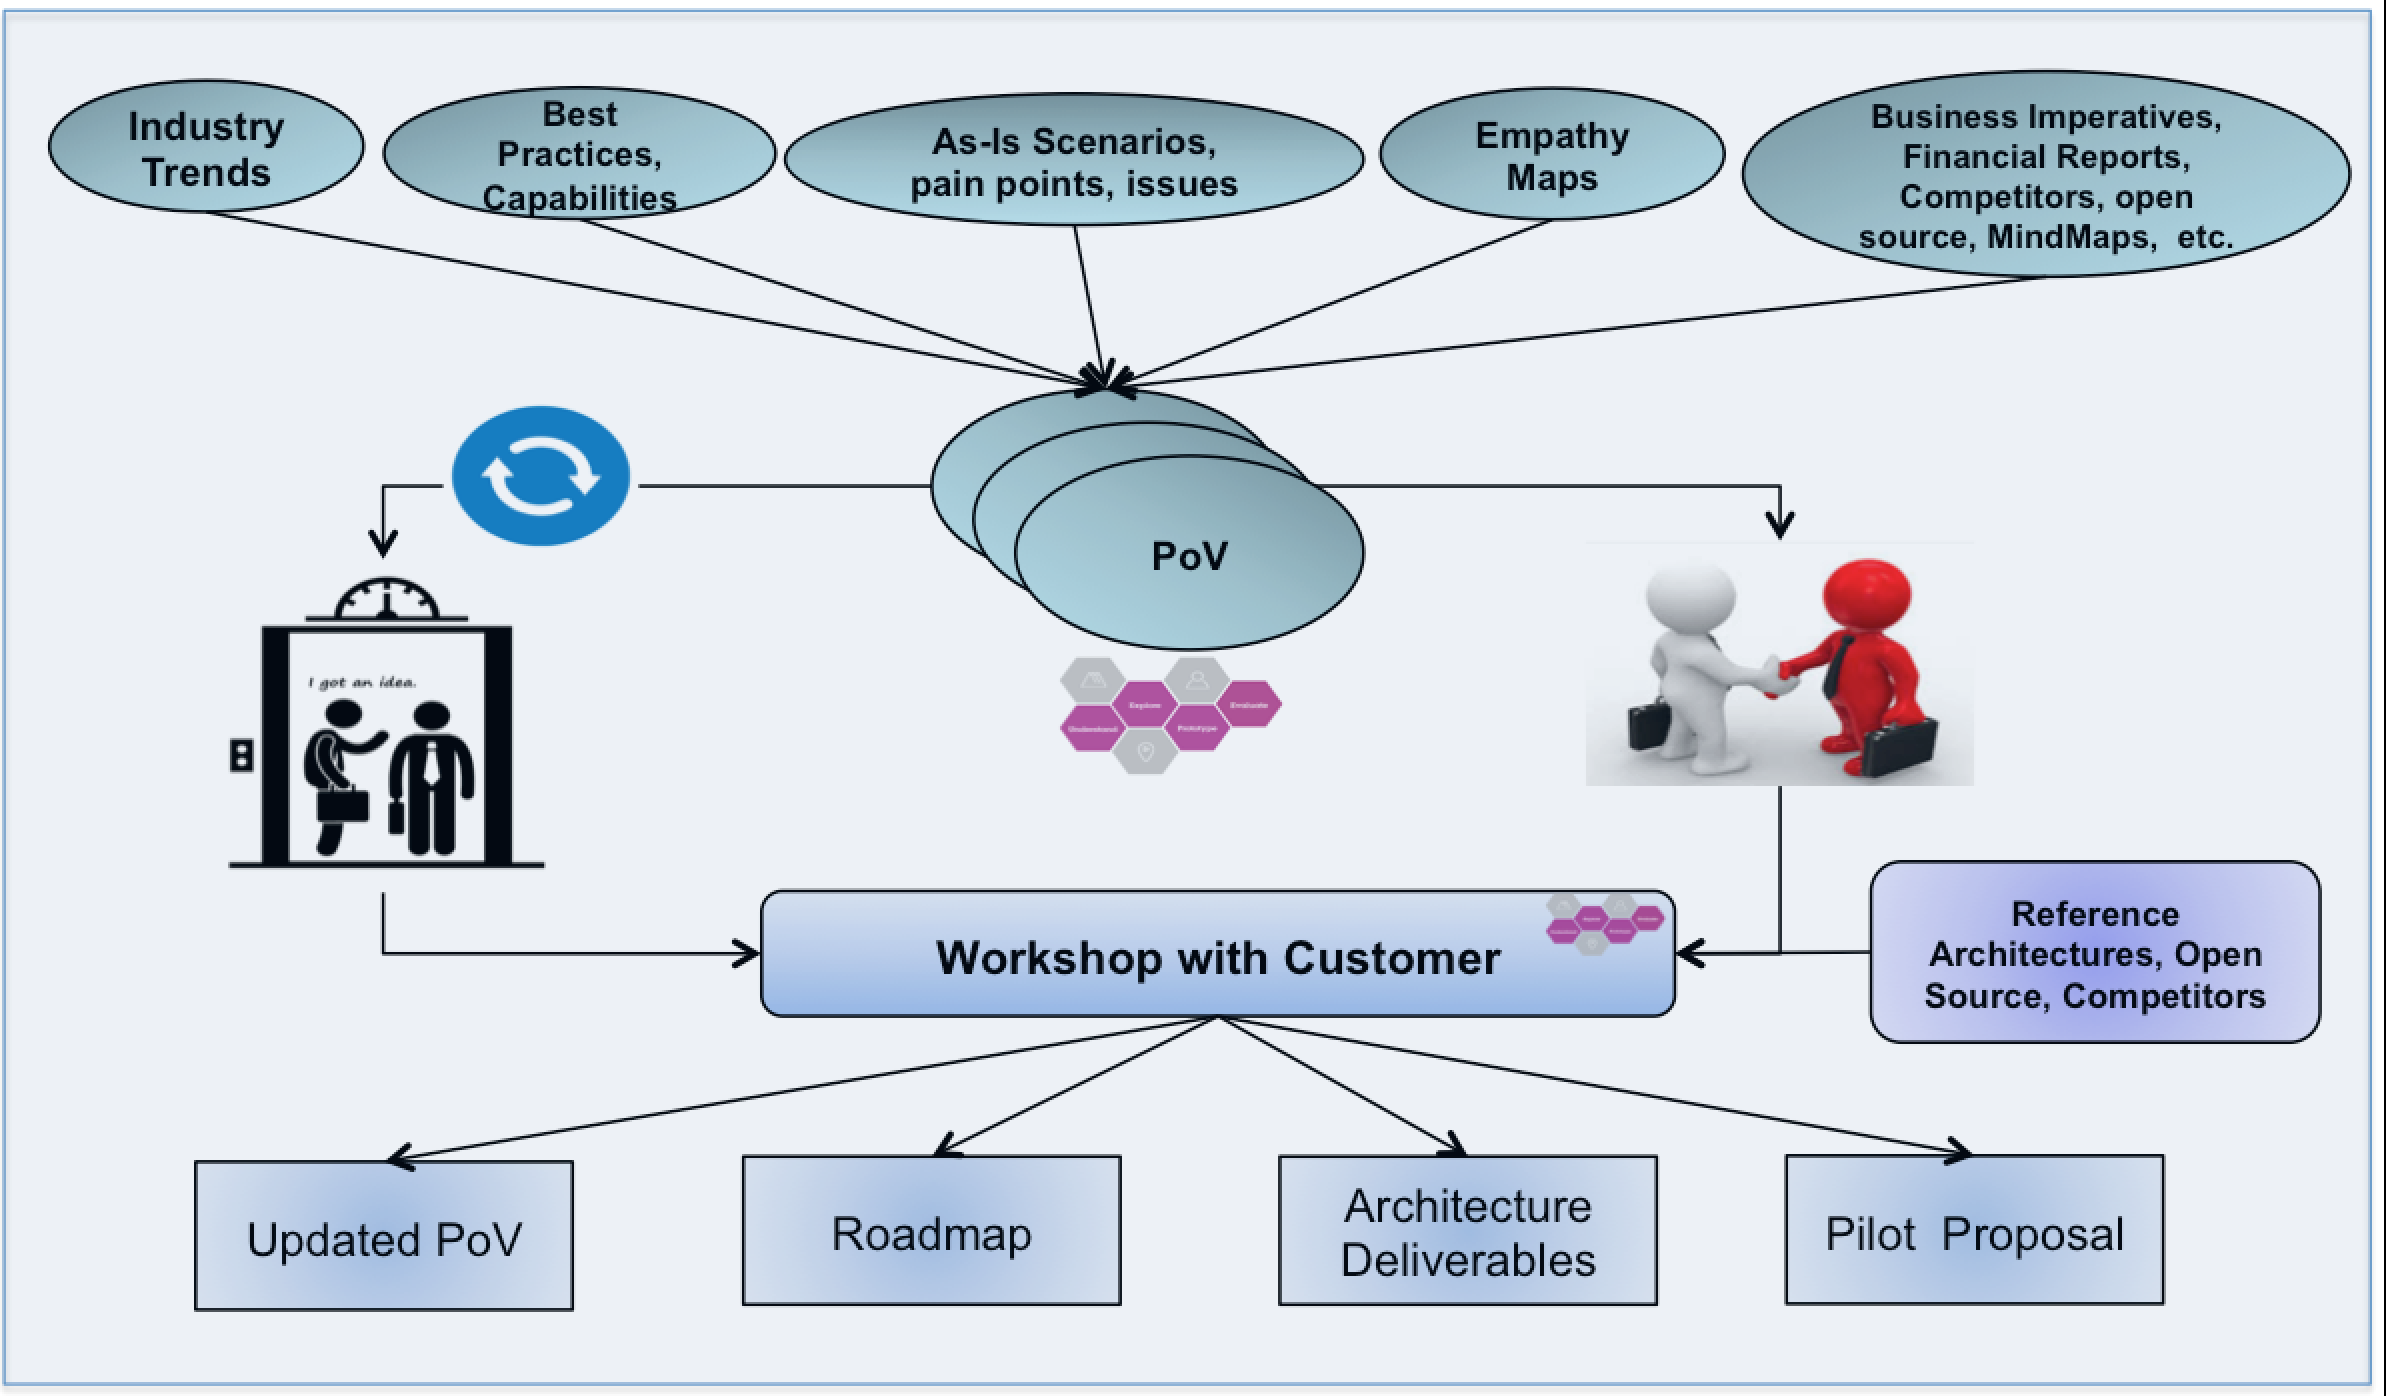 Industry
Trends
Best
Practices,
Capabilities
As-Is Scenarios,
pain points, issues
Empathy
Maps
Business Imperatives,
Financial Reports,
Competitors, open
source, MindMaps,  etc.
PoV
I got an idea.
Explore
Evaluate
Understand
Prototype
Workshop with Customer
Reference
Architectures, Open
Source, Competitors
Updated PoV
Roadmap
Architecture
Deliverables
Pilot  Proposal